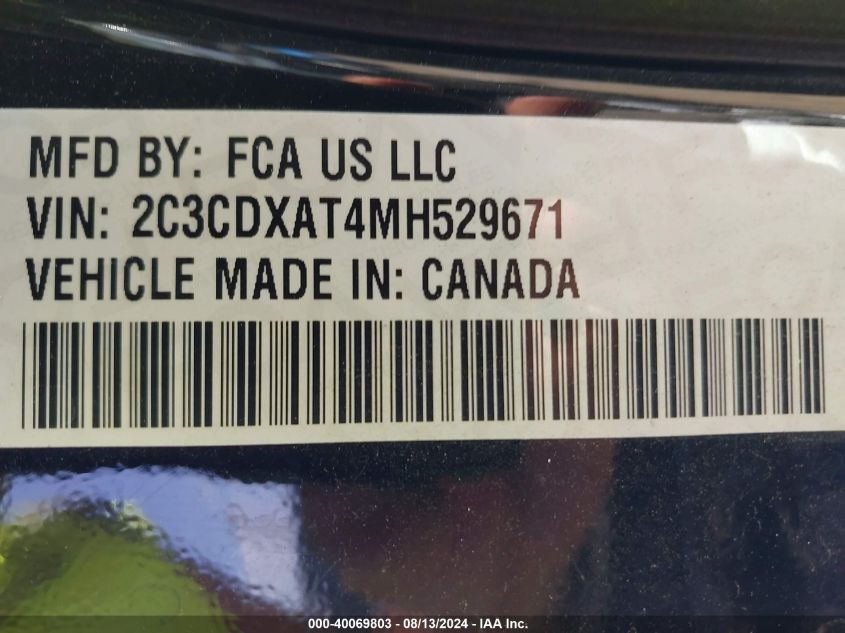 MFD BY: FCA US LLC
VIN: 2C3CDXAT4MH529671
VEHICLE MADE IN: CANADA
000-40069803 - 08/13/2024 - IAA Inc.